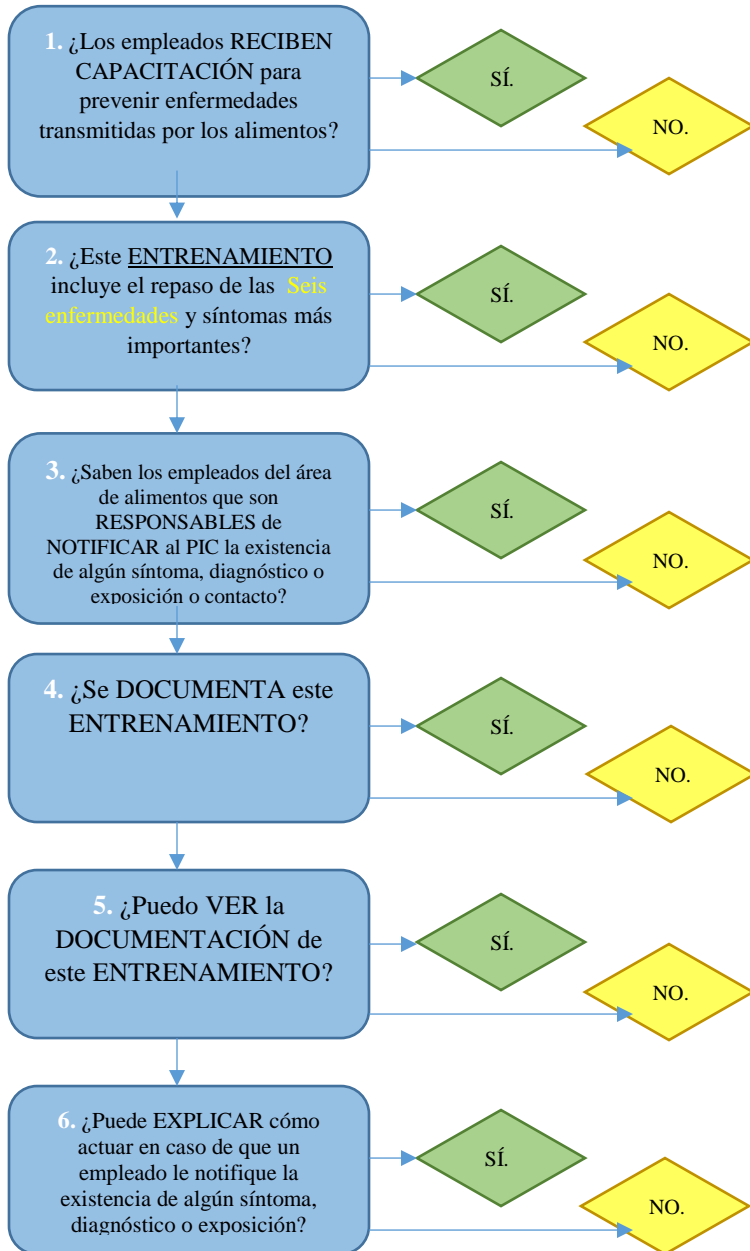 1. ¿Los empleados RECIBEN
CAPACITACIÓN para
prevenir enfermedades
transmitidas por los alimentos?
SÍ.
NO.
2. ¿Este ENTRENAMIENTO
incluye el repaso de las Seis
enfermedades y síntomas más
importantes?
SÍ.
NO.
3. ¿Saben los empleados del área
de alimentos que son
RESPONSABLES de
NOTIFICAR al PIC la existencia
de algún síntoma, diagnóstico o
exposición o contacto?
SÍ.
NO.
4. ¿Se DOCUMENTA este
ENTRENAMIENTO?
SÍ.
NO.
5. ¿Puedo VER la
DOCUMENTACIÓN de
este ENTRENAMIENTO?
SÍ.
NO.
6. ¿Puede EXPLICAR cómo
actuar en caso de que un
empleado le notifique la
existencia de algún síntoma,
diagnóstico o exposición?
SÍ.
NO.